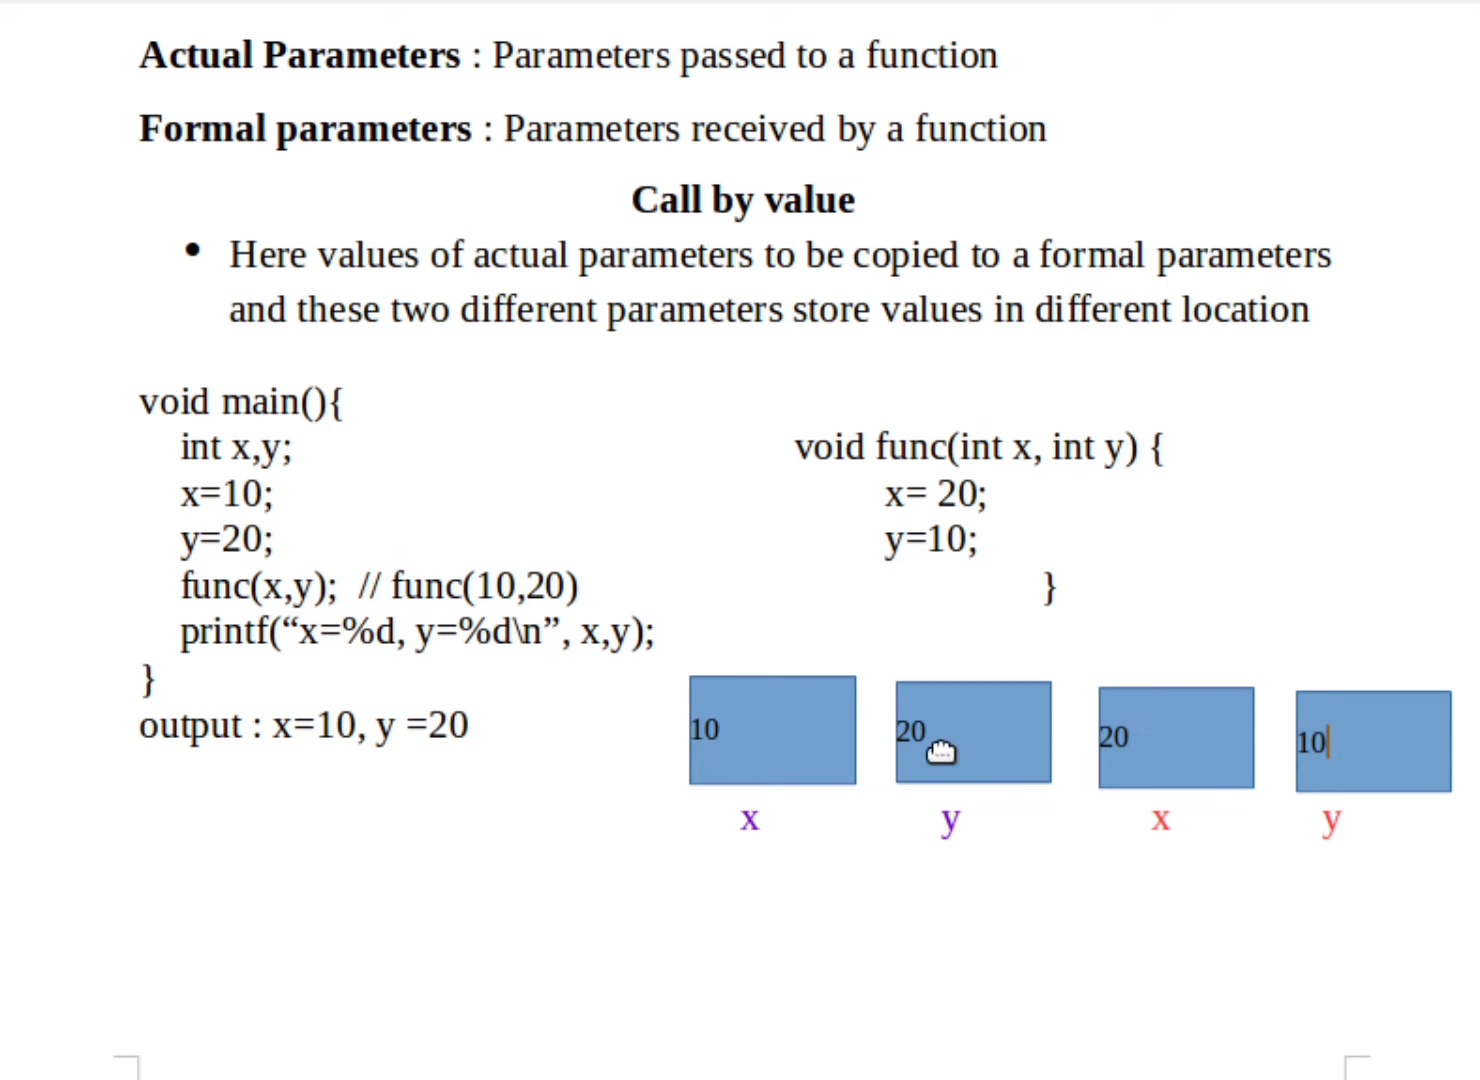 Actual Parameters : Parameters passed to a function
Formal parameters : Parameters received by a function
Call by value
• Here values of actual parameters to be copied to a formal parameters
and these two different parameters store values in different location
void main(){
int x,y;
x=10;
y=20;
func(x,y); // func(10,20)
printf(“x=%d, y=%d\n”, x,y);
}
output : x=10, y =20
void func(int x, int y) {
x= 20;
y=10;
}
10 20 20 10
x y x y